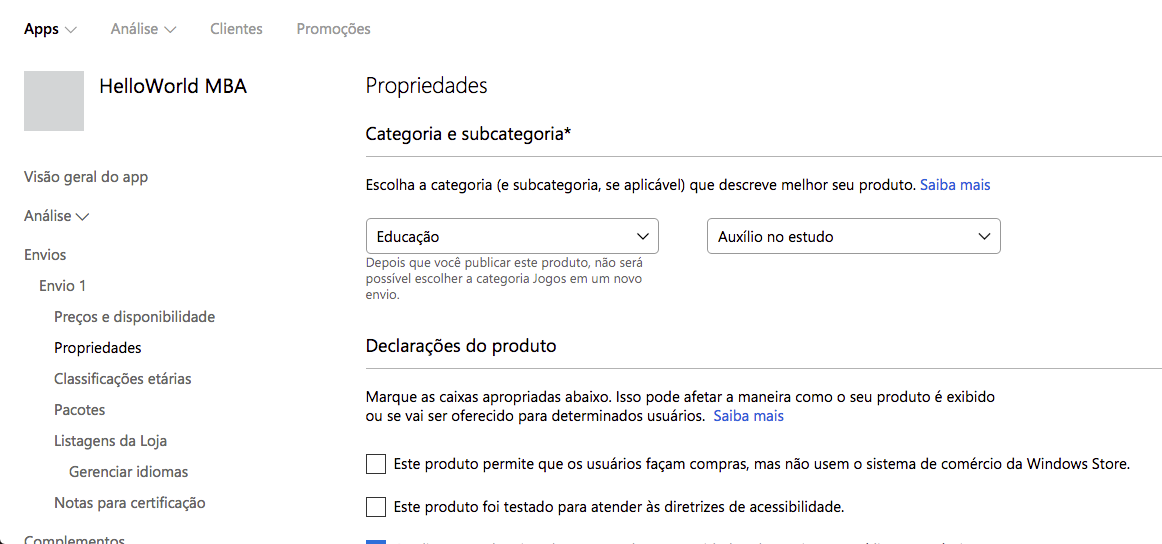 Apps Análise Clientes Promoções
HelloWorld MBA
Visão geral do app
Análise
Envios
Envio 1
Preços e disponibilidade
Propriedades
Classificações etárias
Pacotes
Listagens da Loja
Gerenciar idiomas
Notas para certificação
Complementos
Propriedades
Categoria e subcategoria*
Escolha a categoria (e subcategoria, se aplicável) que descreve melhor seu produto. Saiba mais
Educação
Auxílio no estudo
Depois que você publicar este produto, não será
possível escolher a categoria Jogos em um novo
envio.
Declarações do produto
Marque as caixas apropriadas abaixo. Isso pode afetar a maneira como o seu produto é exibido
ou se vai ser oferecido para determinados usuários. Saiba mais
Este produto permite que os usuários façam compras, mas não usem o sistema de comércio da Windows Store.
Este produto foi testado para atender às diretrizes de acessibilidade.